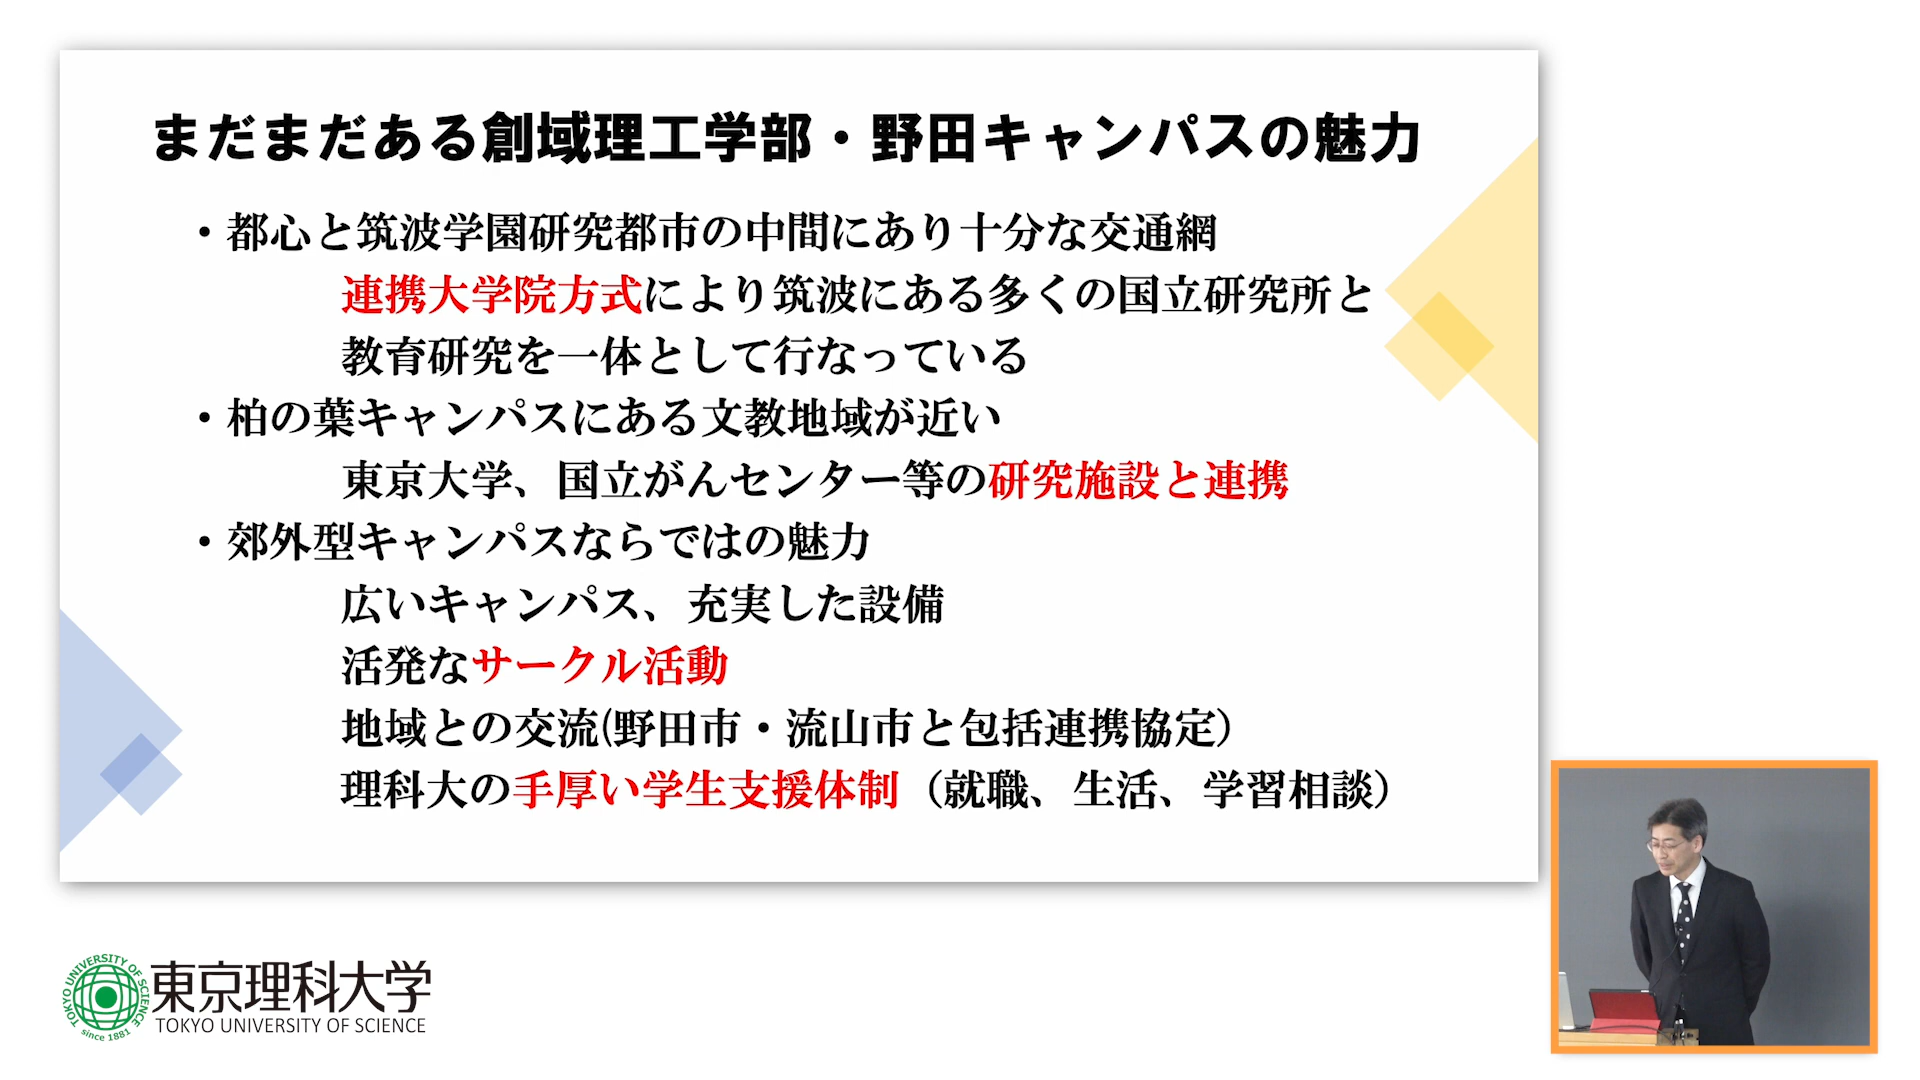 まだまだある創域理工学部・野田キャンパスの魅力
・都心と筑波学園研究都市の中間にあり十分な交通網
連携大学院方式により筑波にある多くの国立研究所と
教育研究を一体として行なっている
・柏の葉キャンパスにある文教地域が近い
東京大学、国立がんセンター等の研究施設と連携
・郊外型キャンパスならではの魅力
広いキャンパス、充実した設備
活発なサークル活動
地域との交流(野田市・流山市と包括連携協定)
理科大の手厚い学生支援体制（就職、生活、学習相談）
TOKYO UNIVERSITY OF SCIENCE
since 1881
東京理科大学
TOKYO UNIVERSITY OF SCIENCE